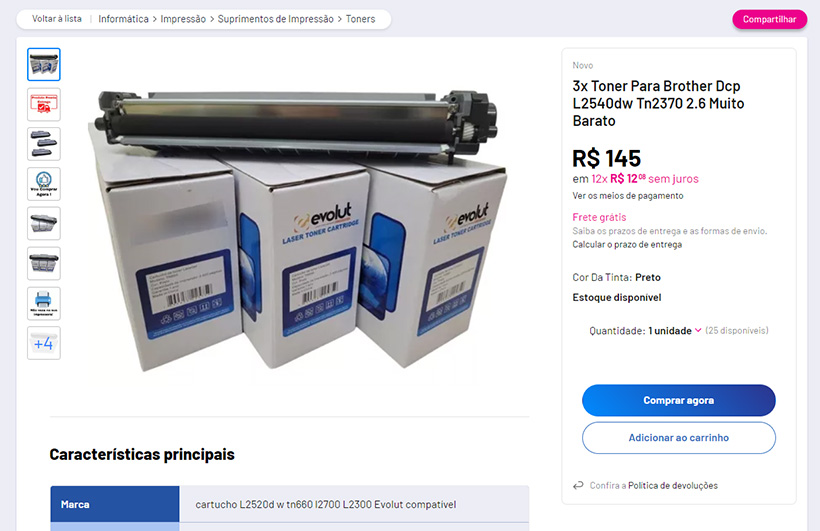 Voltar à lista | Informática > Impressão > Suprimentos de Impressão > Toners
Compartilhar
+4
evolut
LASER TONER CARTRIDGE
evolut
LASER TONER CARTRIDGE
Novo
3x Toner Para Brother Dcp
L2540dw Tn2370 2.6 Muito
Barato
R$ 145
em 12x R$ 12 08 sem juros
Ver os meios de pagamento
Frete grátis
Saiba os prazos de entrega e as formas de envio.
Calcular o prazo de entrega
Cor Da Tinta: Preto
Estoque disponível
Quantidade: 1 unidade (25 disponíveis)
Comprar agora
Adicionar ao carrinho
Confira a Política de devoluções
Características principais
Marca
cartucho L2520d w tn660 l2700 L2300 Evolut compatível